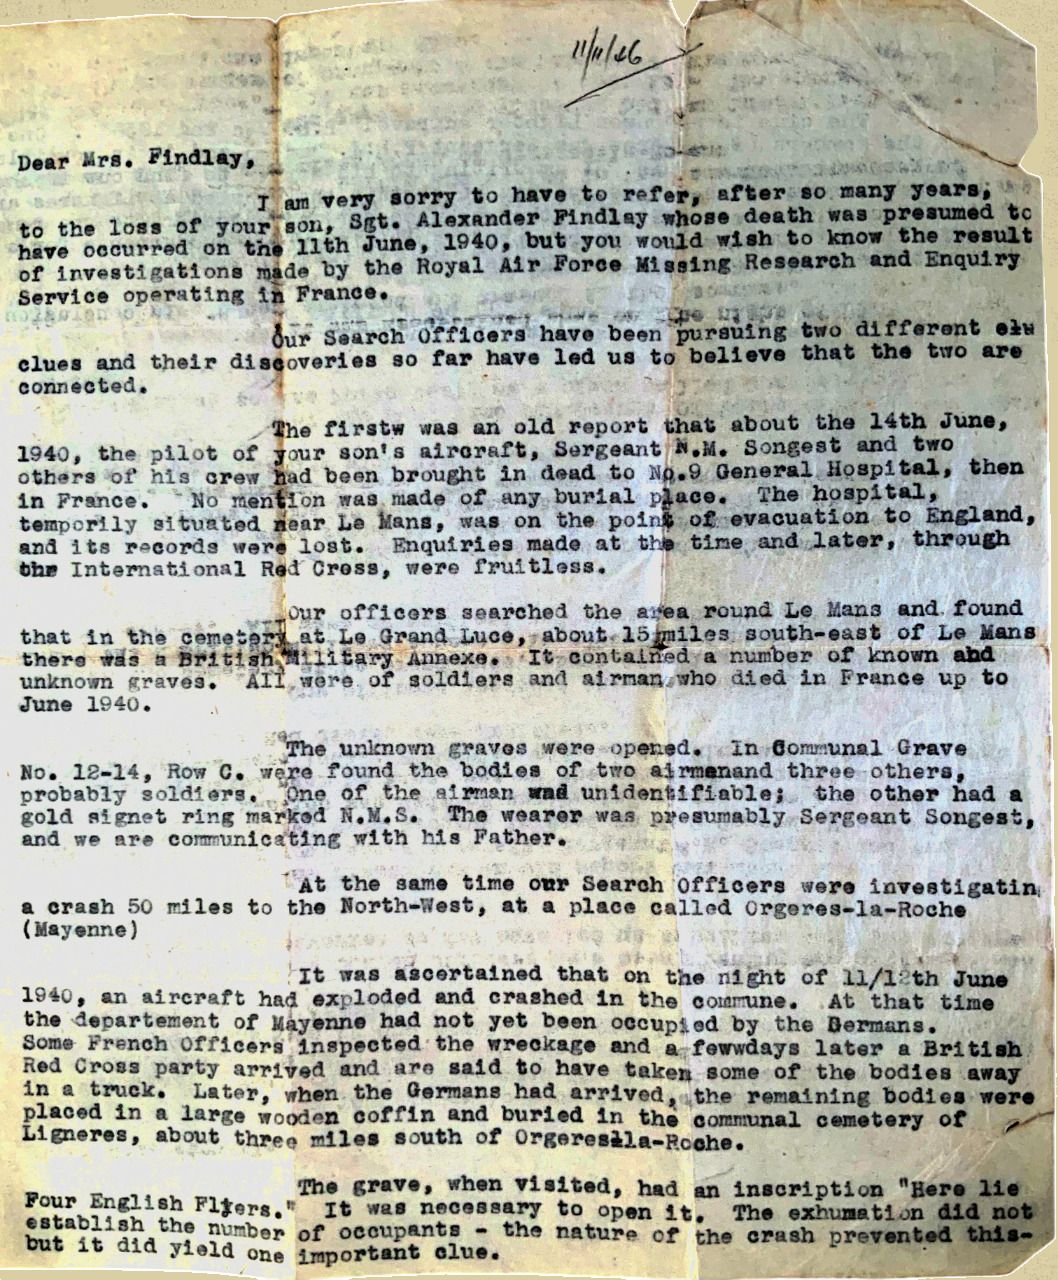 11/11/46
Dear Mrs. Findlay,
I am very sorry to have to refer, after so many years,
to the loss of your son, Sgt. Alexander Findlay whose death was presumed to
have occurred on the 11th June, 1940, but you would wish to know the result
of investigations made by the Royal Air Force Missing Research and Enquiry
Service operating in France.
Our Search Officers have been pursuing two different elu
clues and their discoveries so far have led us to believe that the two are
connected.
The firstw was an old report that about the 14th June,
1940, the pilot of your son's aircraft, Sergeant N.M. Songest and two
others of his crew had been brought in dead to No.9 General Hospital, then
in France. No mention was made of any burial place. The hospital,
temporily situated near Le Mans, was on the point of evacuation to England,
and its records were lost. Enquiries made at the time and later, through
the International Red Cross, were fruitless.
Our officers searched the area round Le Mans and found
that in the cemetery at Le Grand Luce, about 15 miles south-east of Le Mans
there was a British Military Annexe. It contained a number of known and
unknown graves. All were of soldiers and airman who died in France up to
June 1940.
The unknown graves were opened. In Communal Grave
No. 12-14, Row C. were found the bodies of two airmenand three others,
probably soldiers. One of the airman was unidentifiable; the other had a
gold signet ring marked N.M.S. The wearer was presumably Sergeant Songest,
and we are communicating with his Father.
At the same time our Search Officers were investigatin
a crash 50 miles to the North-West, at a place called Orgeres-la-Roche
(Mayenne)
It was ascertained that on the night of 11/12th June
1940, an aircraft had exploded and crashed in the commune. At that time
the departement of Mayenne had not yet been occupied by the Germans.
Some French Officers inspected the wreckage and a fewwdays later a British
Red Cross party arrived and are said to have taken some of the bodies away
in a truck. Later, when the Germans had arrived, the remaining bodies were
placed in a large wooden coffin and buried in the communal cemetery of
Ligneres, about three miles south of Orgeres-la-Roche.
The grave, when visited, had an inscription "Here lie
Four English Flyers." It was necessary to open it. The exhumation did not
establish the number of occupants - the nature of the crash prevented this-
but it did yield one important clue.